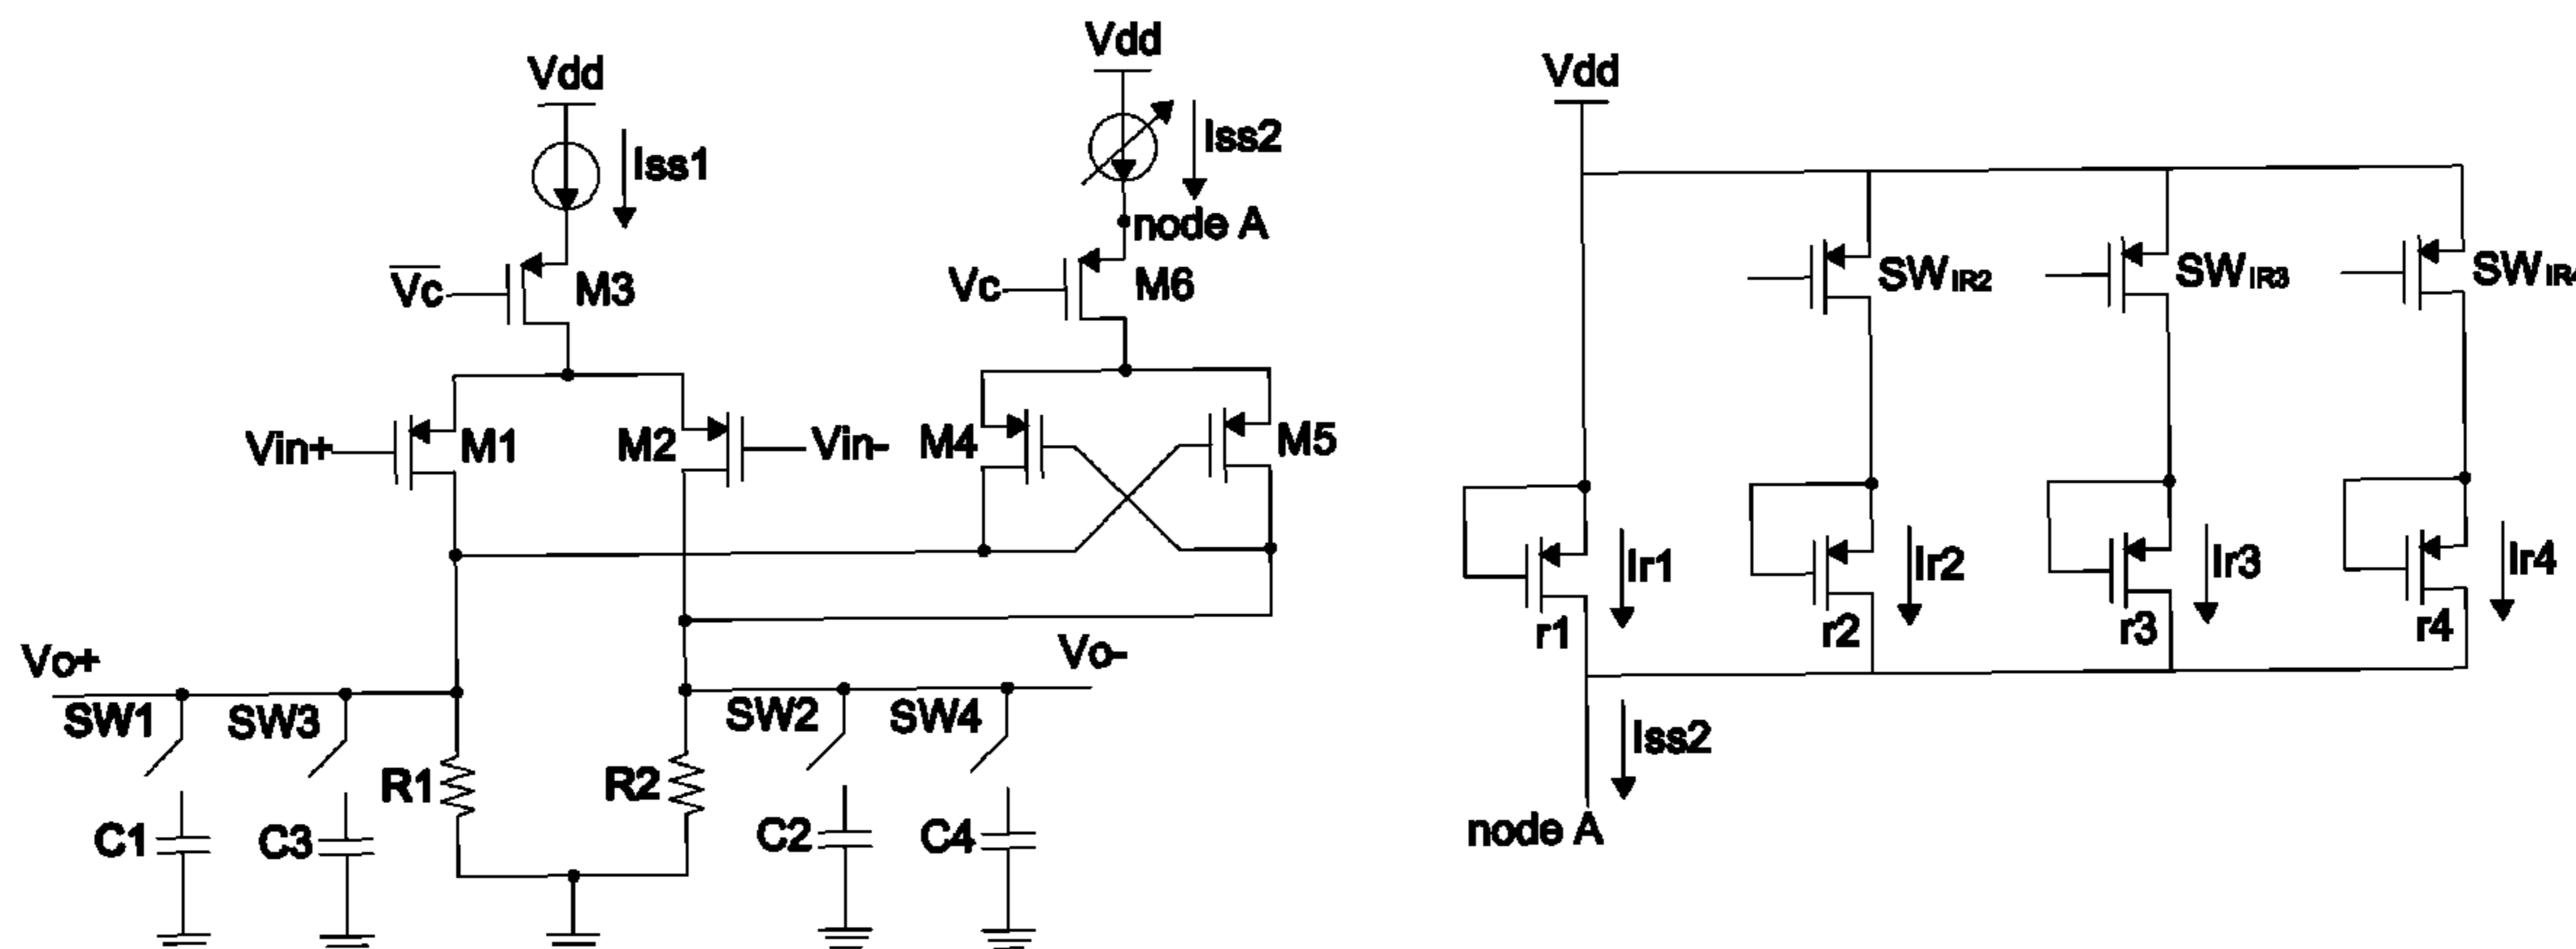 Vdd
Iss1
Vc
M3
Vin+
M1
M2
Vin-
Vdd
Iss2
node A
Vc
M6
M4
M5
Vo+
SW1
SW3
R1
C1
C3
R2
SW2
SW4
Vo-
C2
C4
Vdd
SWIR2
SWIR3
SWIR4
Ir1
Ir2
Ir3
Ir4
r1
r2
r3
r4
Iss2
node A